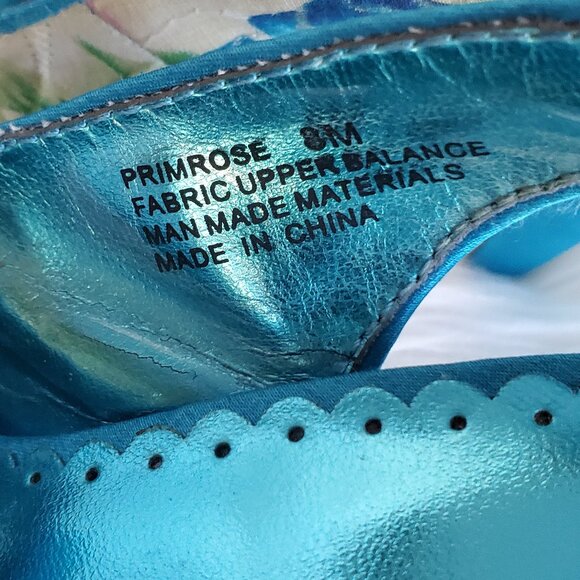 PRIMROSE 8M
FABRIC UPPER BALANCE
MAN MADE MATERIALS
MADE IN CHINA